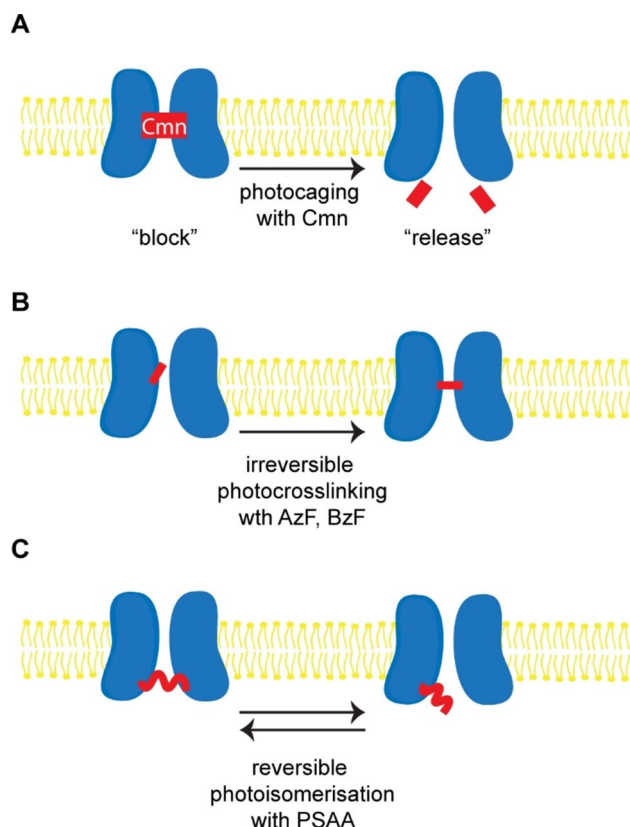 A
Cmn
photocaging
with Cmn
“block”
“release”
B
irreversible
photocrosslinking
wth AzF, BzF
C
reversible
photoisomerisation
with PSAA